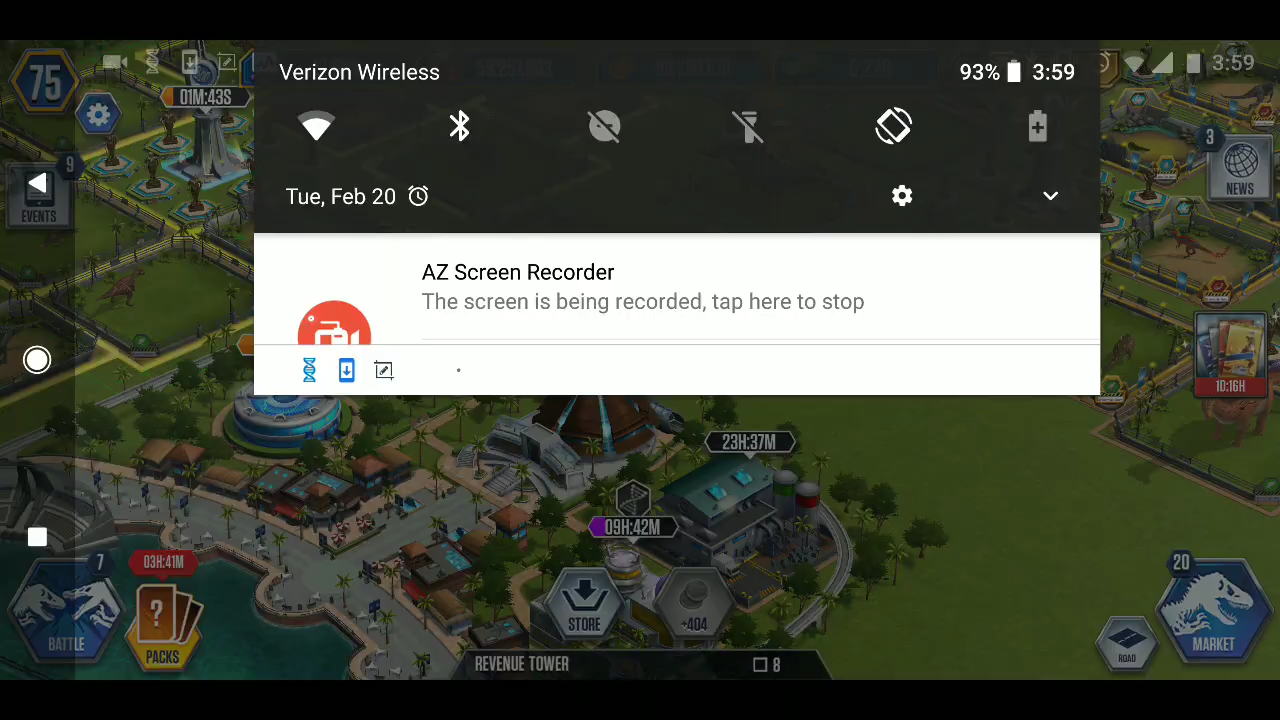 Verizon Wireless
93%
3:59
3:59
75
01M:43S
9
EVENTS
3
NEWS
Tue, Feb 20
AZ Screen Recorder
The screen is being recorded, tap here to stop
1D:16H
23H:37M
09H:42M
7
03H:41M
20
?
BATTLE
PACKS
STORE
+404
ROAD
MARKET
REVENUE TOWER
8